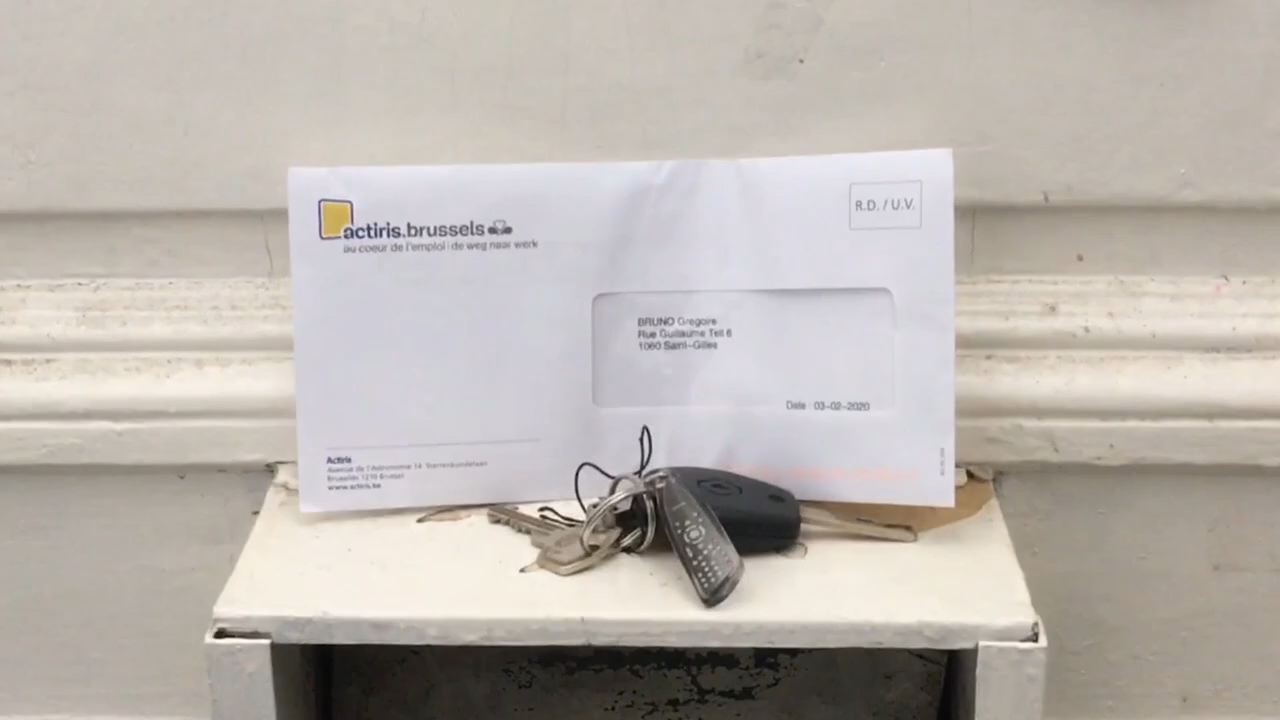 actiris.brussels
au coeur de l'emploi | de weg naar werk
R.D. / U.V.
BRUNO Gregoire
Rue Guillaume Tell 6
1060 Saint-Gilles
Date : 03-02-2020
Actiris
Avenue de l'Astronomie 14 Sterrenkundelaan
Bruxelles 1210 Brussel
www.actiris.be